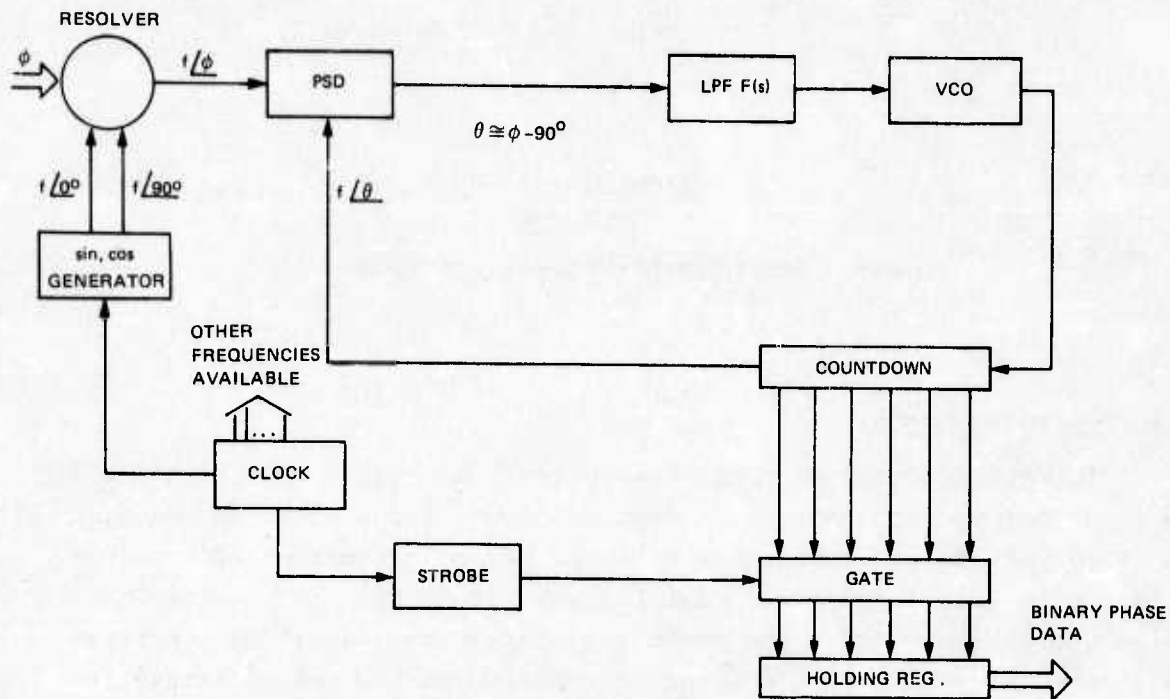 RESOLVER
ϕ
f∠ϕ
PSD
LPF F(s)
VCO
θ ≅ ϕ -90°
f∠0°
f∠90°
f∠θ
sin, cos
GENERATOR
OTHER
FREQUENCIES
AVAILABLE
COUNTDOWN
...
CLOCK
STROBE
GATE
BINARY PHASE
DATA
HOLDING REG.